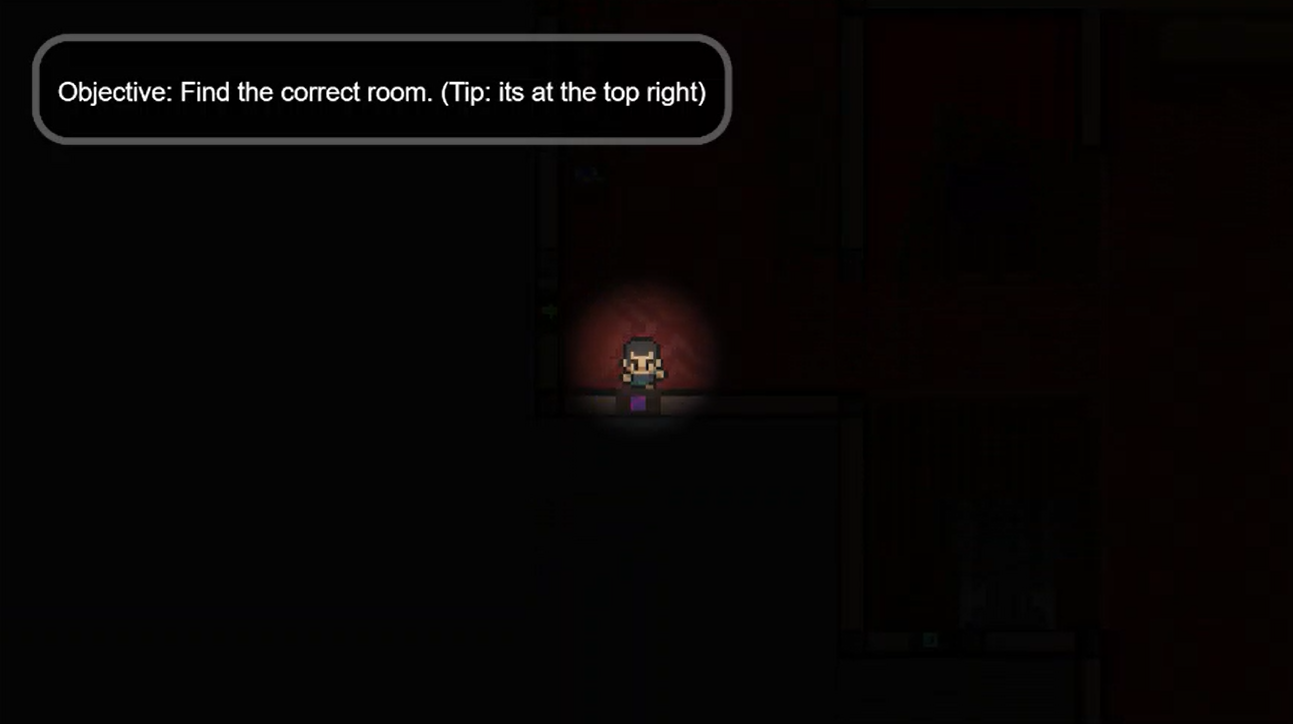 Objective: Find the correct room. (Tip: its at the top right)